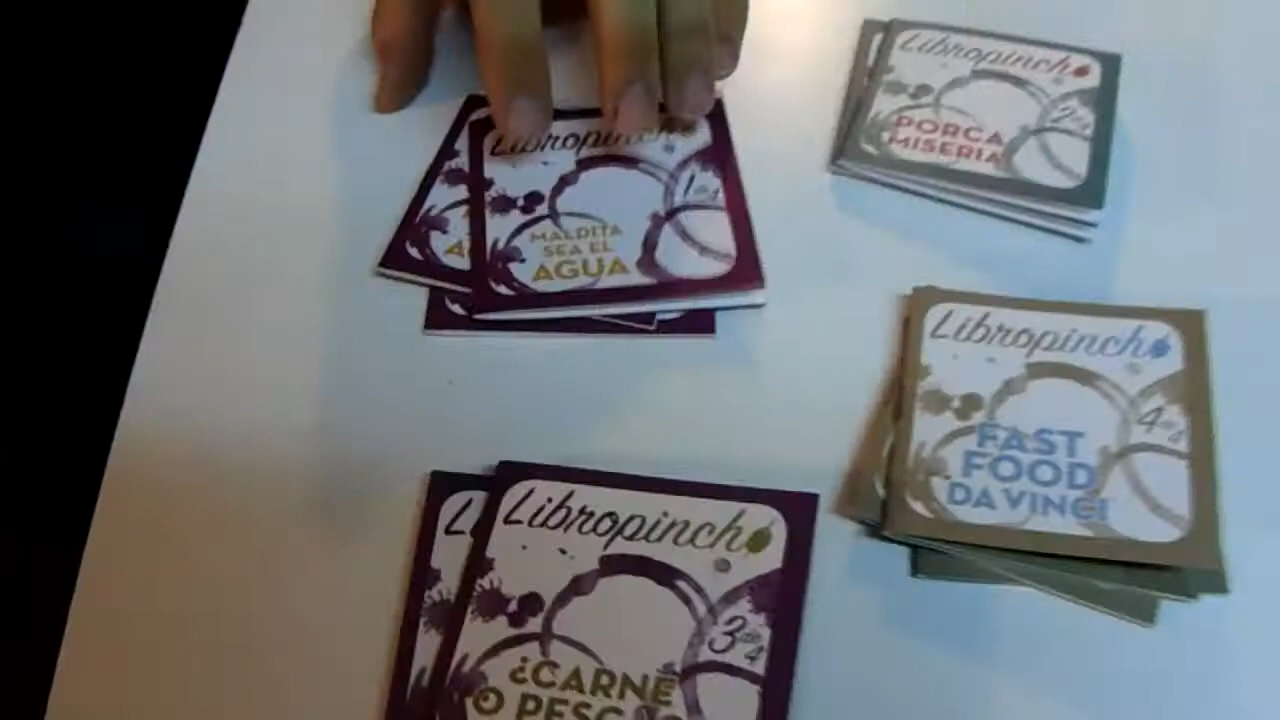 Libropincho
1 de 4
MALDITA
SEA EL
AGUA
Libropincho
2 de 4
PORCA
MISERIA
Libropincho
4 de 4
FAST
FOOD
DA VINCI
Libropincho
3 de 4
¿CARNE
O PESCADO